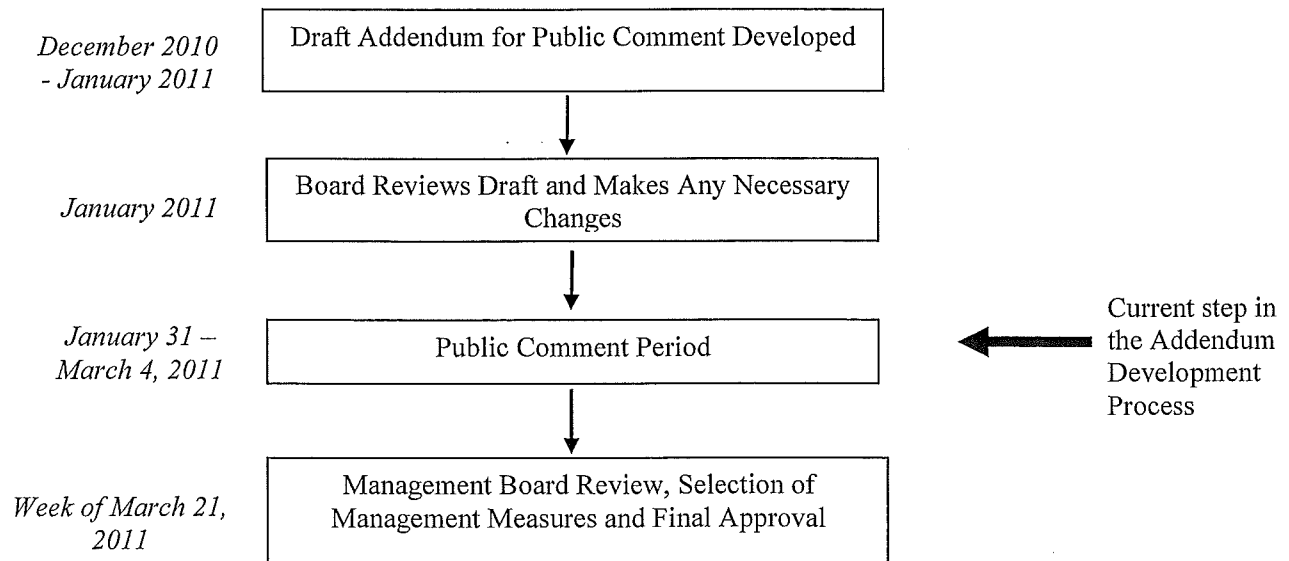 December 2010
- January 2011
Draft Addendum for Public Comment Developed
January 2011
Board Reviews Draft and Makes Any Necessary
Changes
January 31 –
March 4, 2011
Public Comment Period
Current step in
the Addendum
Development
Process
Week of March 21,
2011
Management Board Review, Selection of
Management Measures and Final Approval